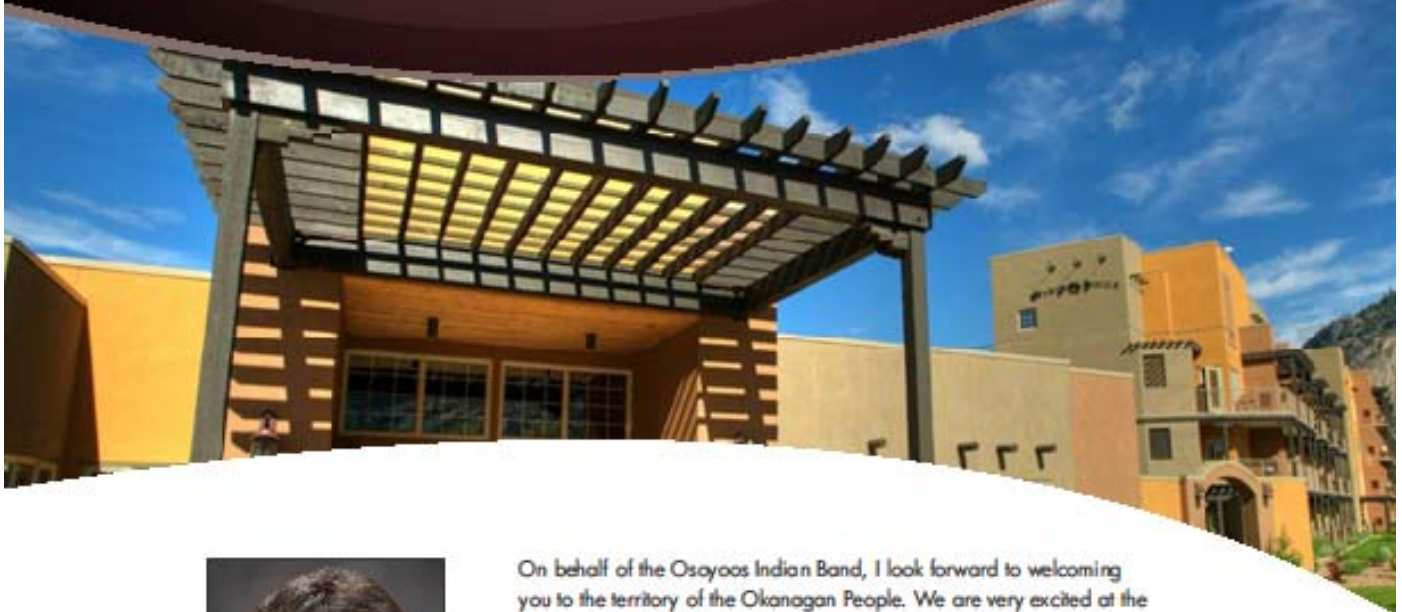 On behalf of the Osoyoos Indian Band, I look forward to welcoming
you to the territory of the Okanagan People. We are very excited at the